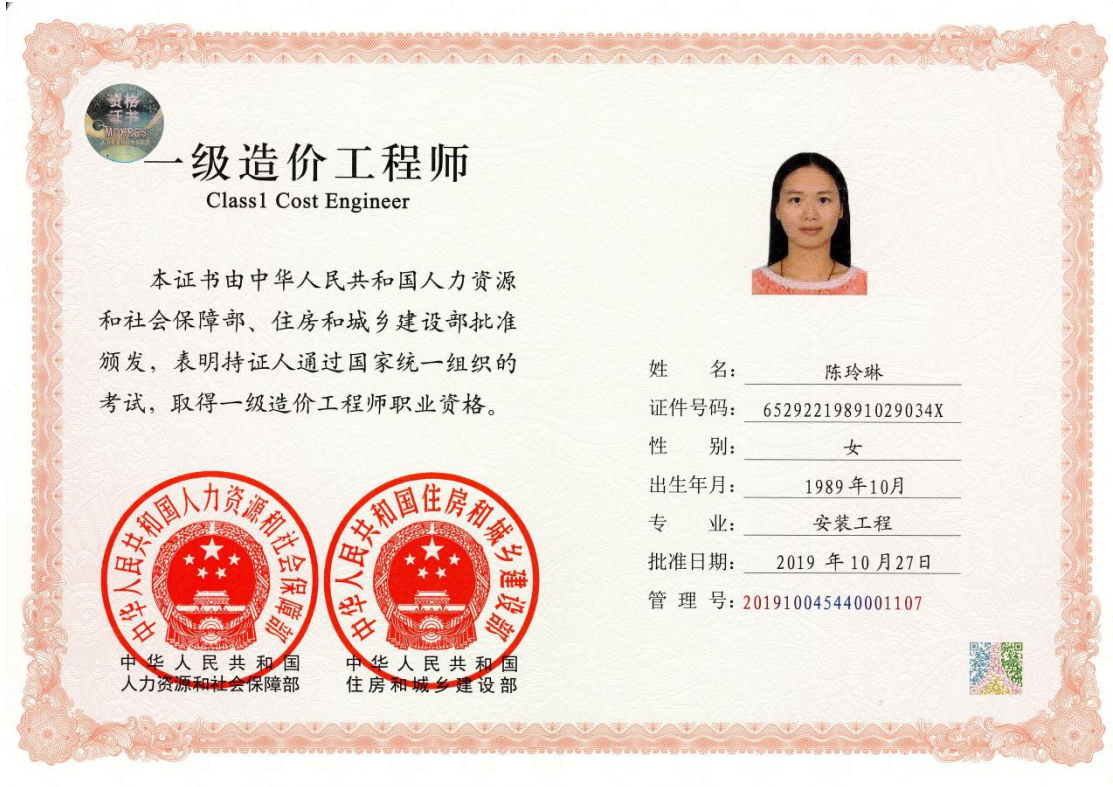 资格
证书
MOHRSS
一级造价工程师
Class1 Cost Engineer
本证书由中华人民共和国人力资源
和社会保障部、住房和城乡建设部批准
颁发，表明持证人通过国家统一组织的
考试，取得一级造价工程师职业资格。
中华人民共和国人力资源和社会保障部
中华人民共和国住房和城乡建设部
中华人民共和国
人力资源和社会保障部
中华人民共和国
住房和城乡建设部
姓 名： 陈玲琳
证件号码： 65292219891029034X
性 别： 女
出生年月： 1989年10月
专 业： 安装工程
批准日期： 2019 年 10 月27日
管 理 号：201910045440001107